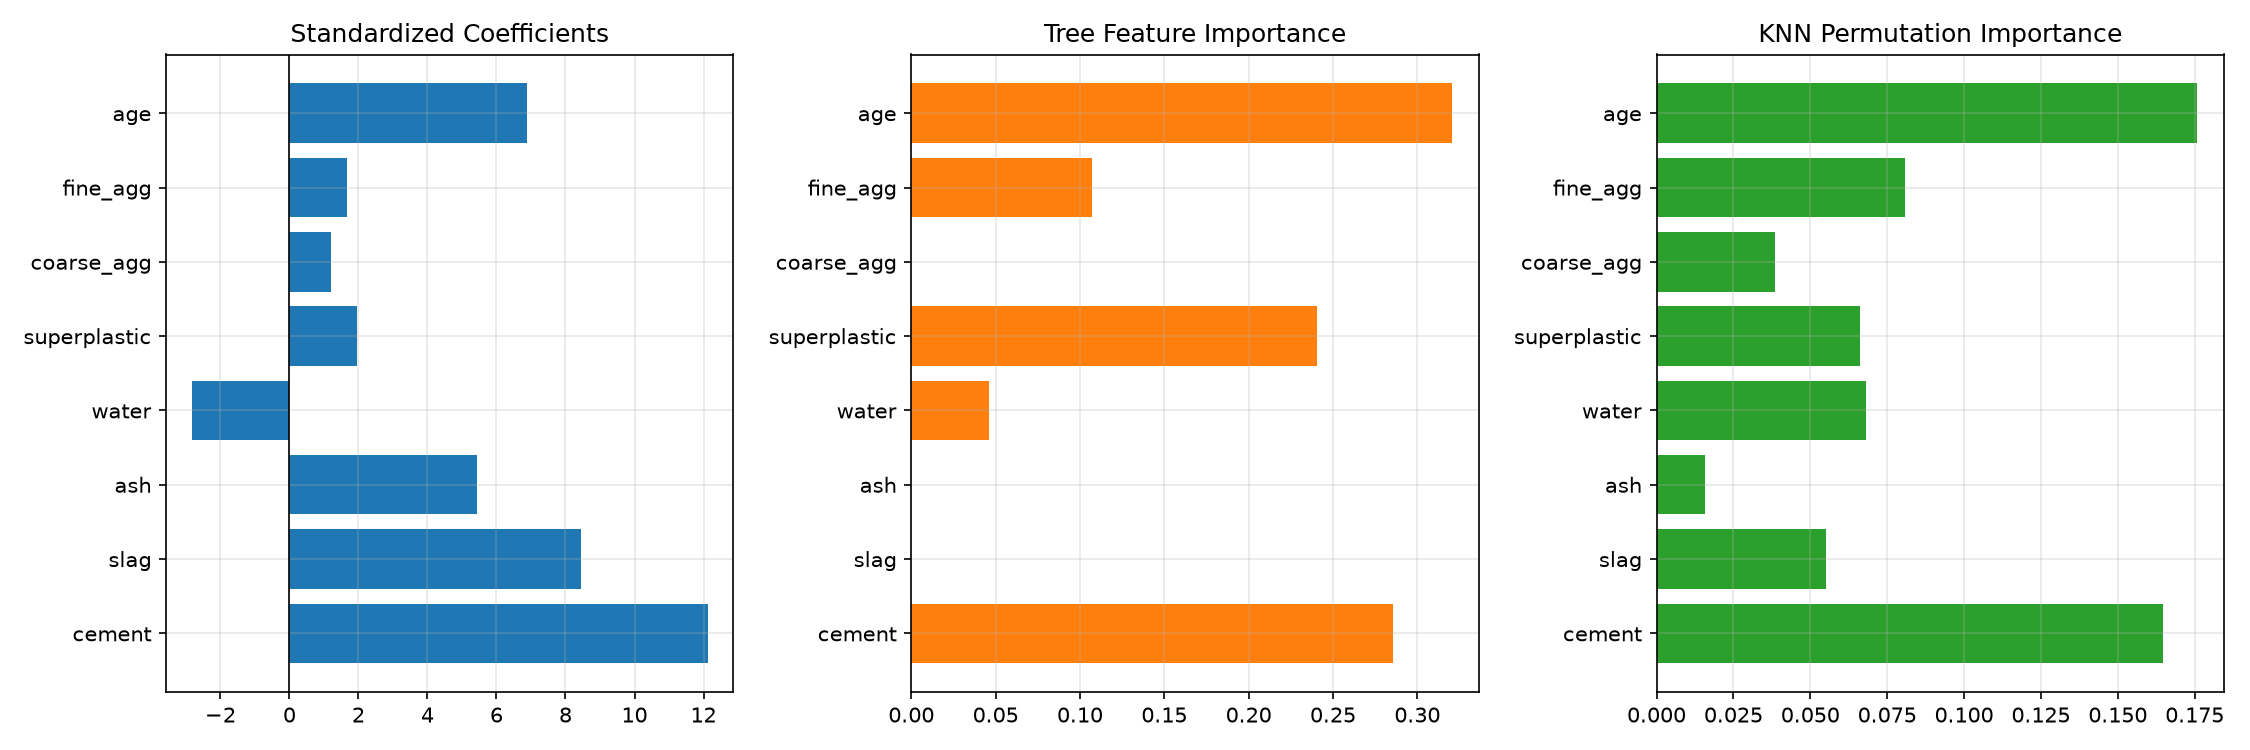 Standardized Coefficients
age
fine_agg
coarse_agg
superplastic
water
ash
slag
cement
−2 0 2 4 6 8 10 12
Tree Feature Importance
age
fine_agg
coarse_agg
superplastic
water
ash
slag
cement
0.00 0.05 0.10 0.15 0.20 0.25 0.30
KNN Permutation Importance
age
fine_agg
coarse_agg
superplastic
water
ash
slag
cement
0.000 0.025 0.050 0.075 0.100 0.125 0.150 0.175